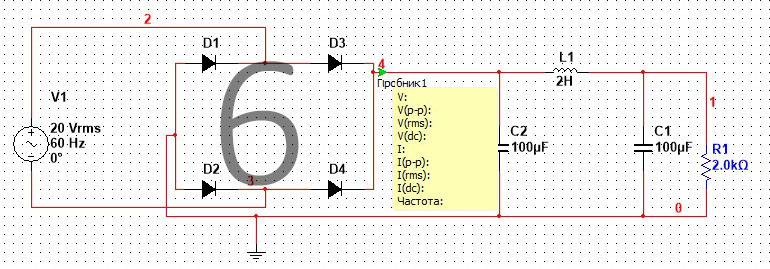 2
D1
D3
4
Пробник1
L1
2H
V1
20 Vrms
60 Hz
0°
6
V:
V(p-p):
V(rms):
V(dc):
I:
I(p-p):
I(rms):
I(dc):
Частота:
1
C2
100µF
C1
100µF
R1
2.0kΩ
D2
3
D4
0